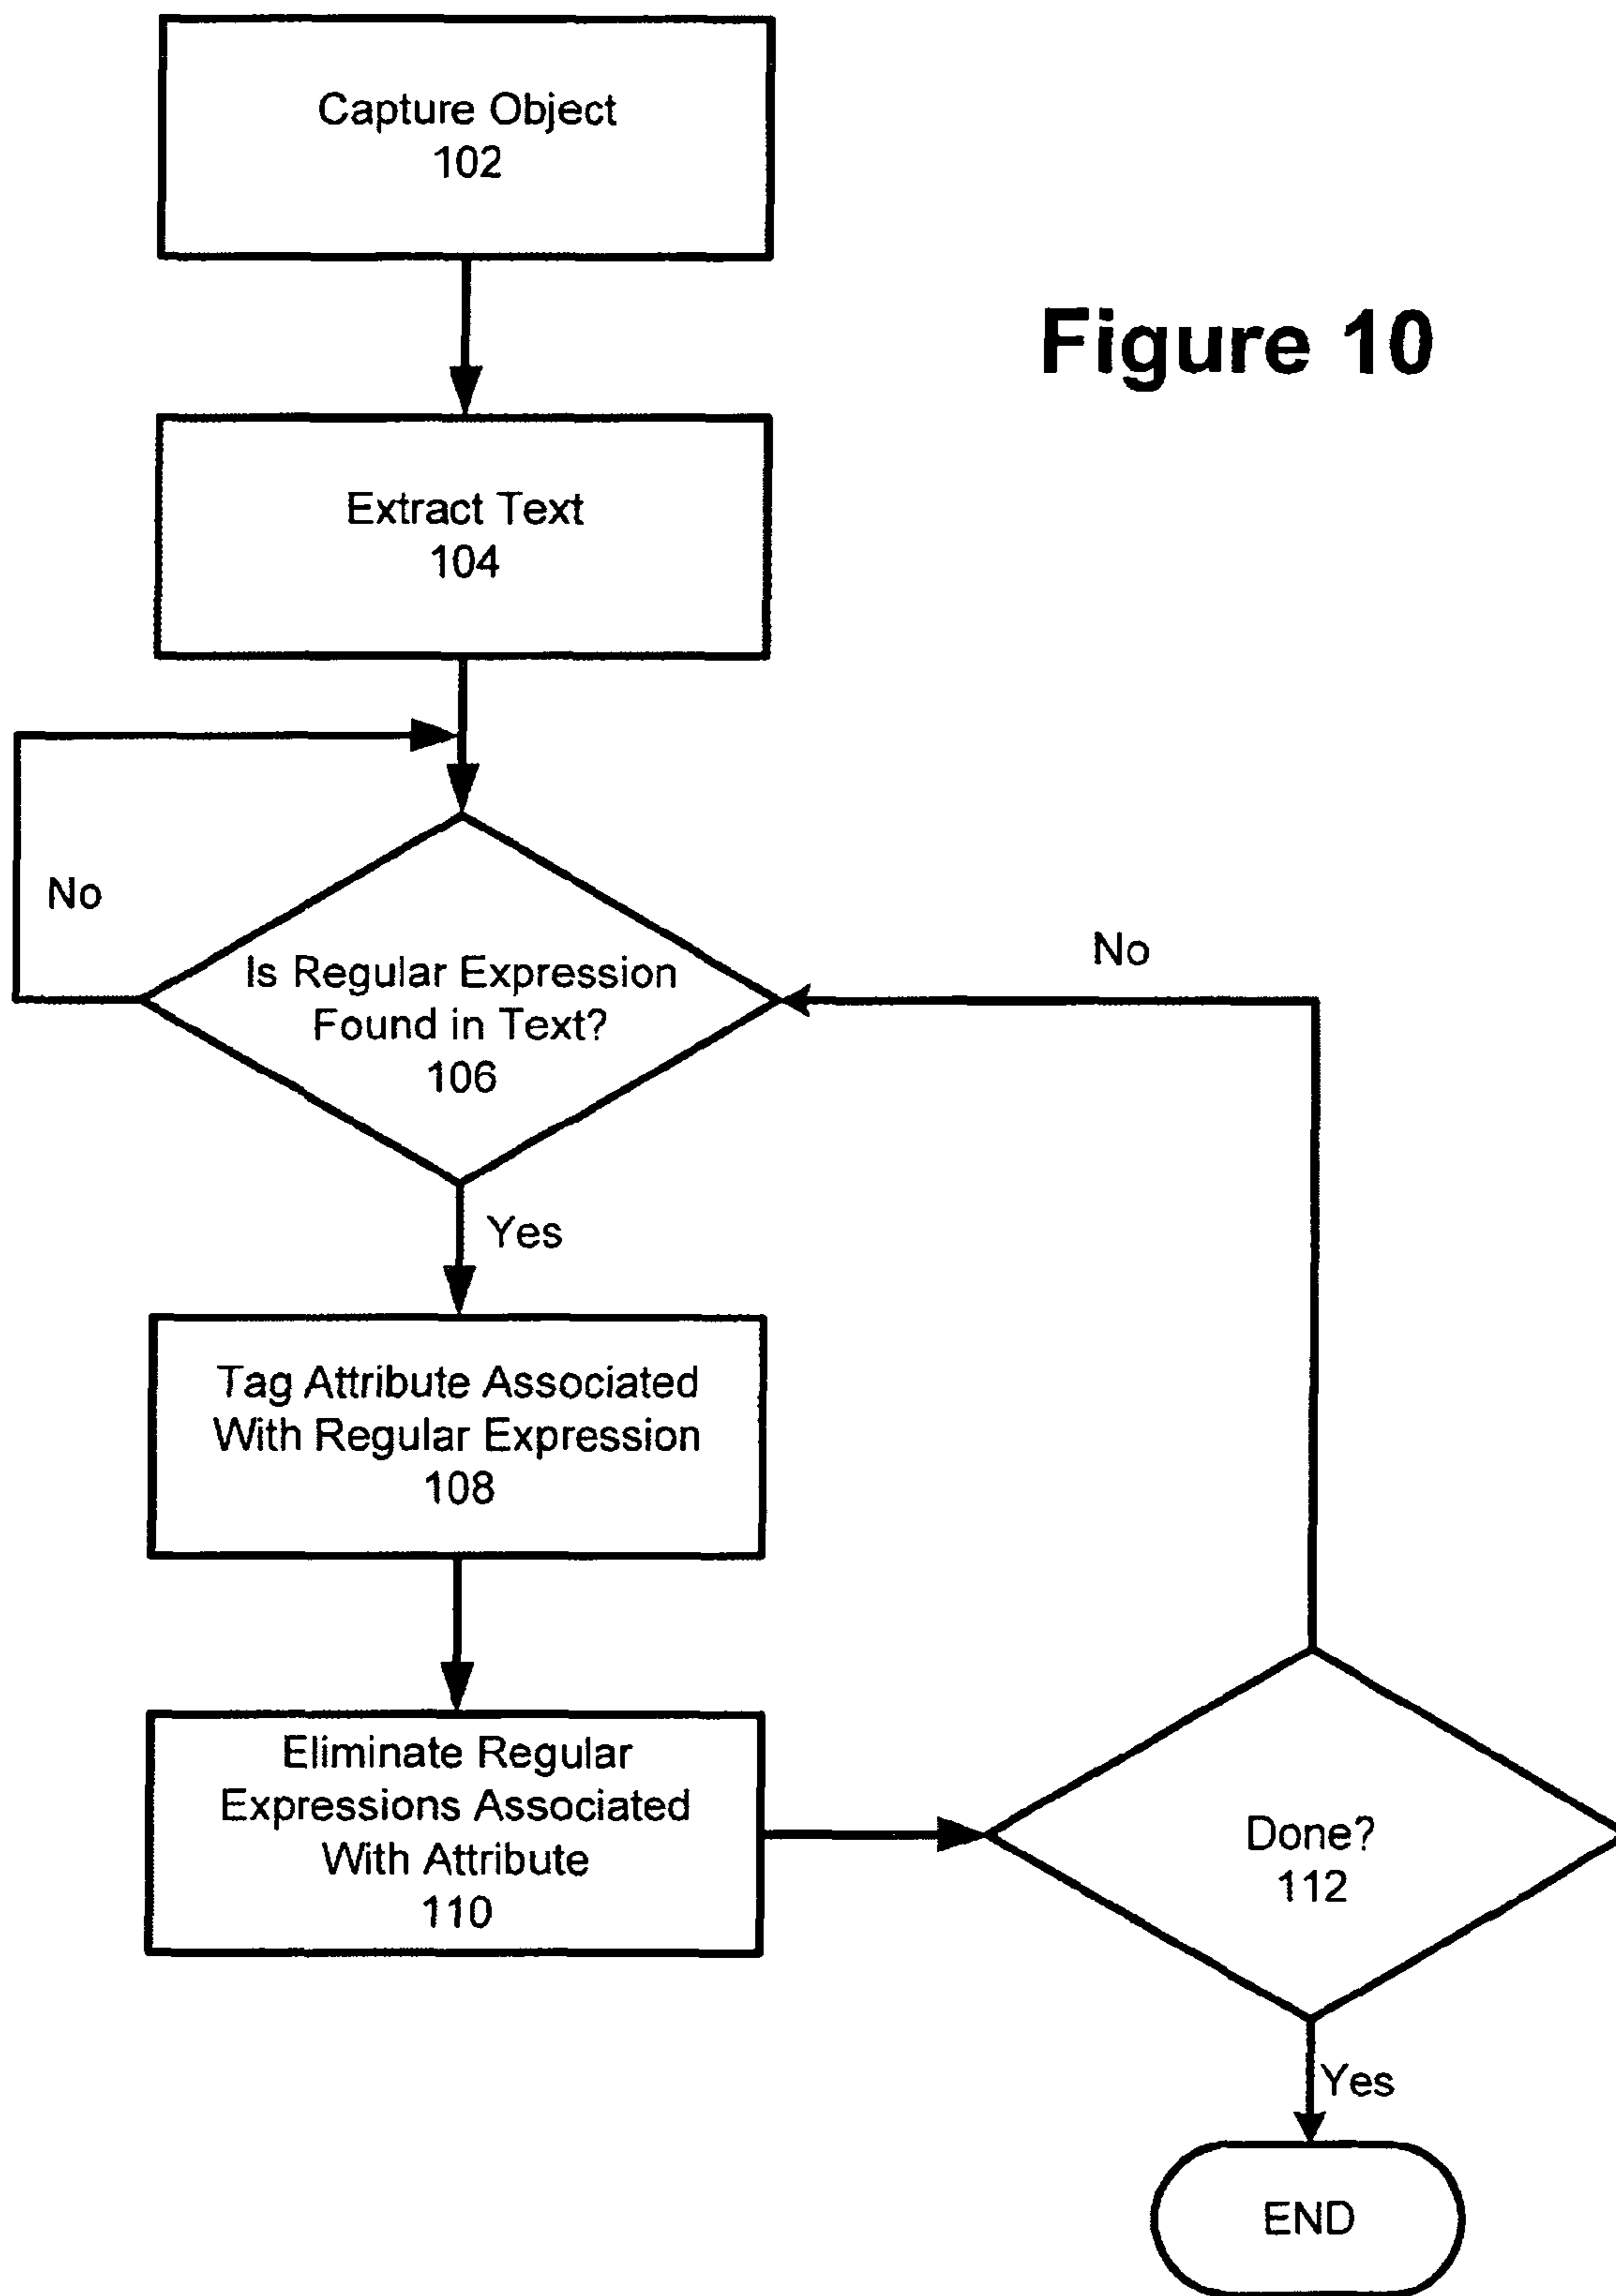 Capture Object
102
Figure 10
Extract Text
104
No
Is Regular Expression
Found in Text?
106
No
Yes
Tag Attribute Associated
With Regular Expression
108
Eliminate Regular
Expressions Associated
With Attribute
110
Done?
112
Yes
END